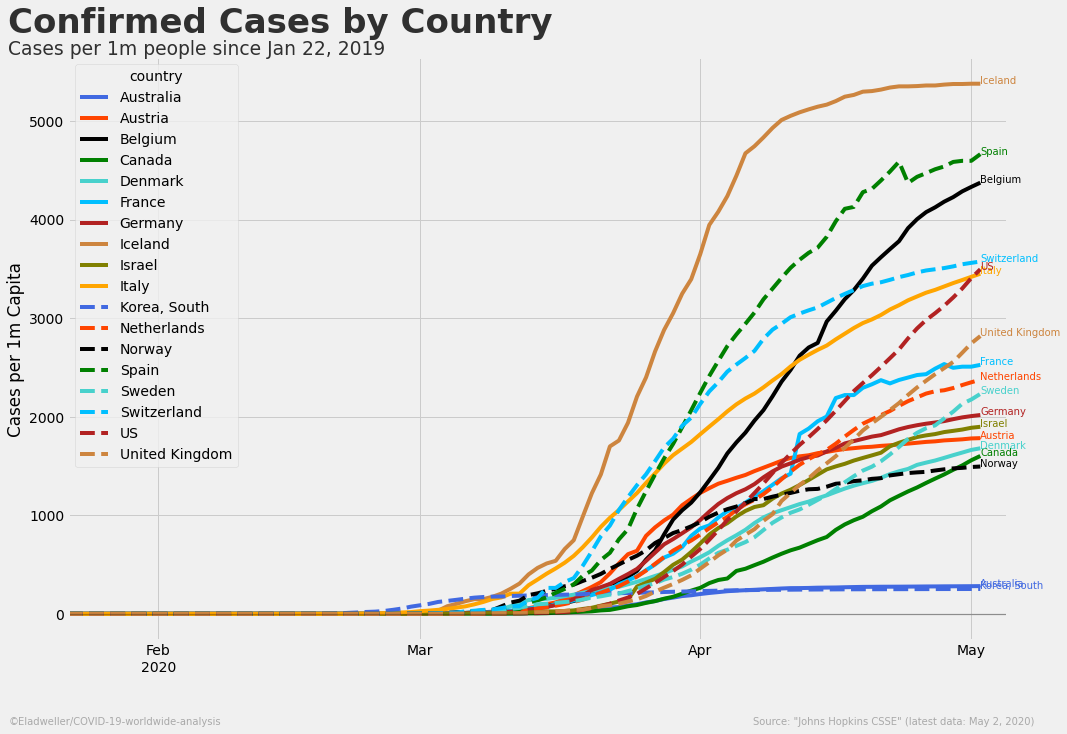 Confirmed Cases by Country
Cases per 1m people since Jan 22, 2019
country
Australia
Austria
Belgium
Canada
Denmark
France
Germany
Iceland
Israel
Italy
Korea, South
Netherlands
Norway
Spain
Sweden
Switzerland
US
United Kingdom
Cases per 1m Capita
5000
4000
3000
2000
1000
0
Iceland
Spain
Belgium
Switzerland
US
Italy
United Kingdom
France
Netherlands
Sweden
Germany
Israel
Austria
Denmark
Canada
Norway
Australia
Korea, South
Feb Mar Apr May
2020
©Eladweller/COVID-19-worldwide-analysis
Source: "Johns Hopkins CSSE" (latest data: May 2, 2020)